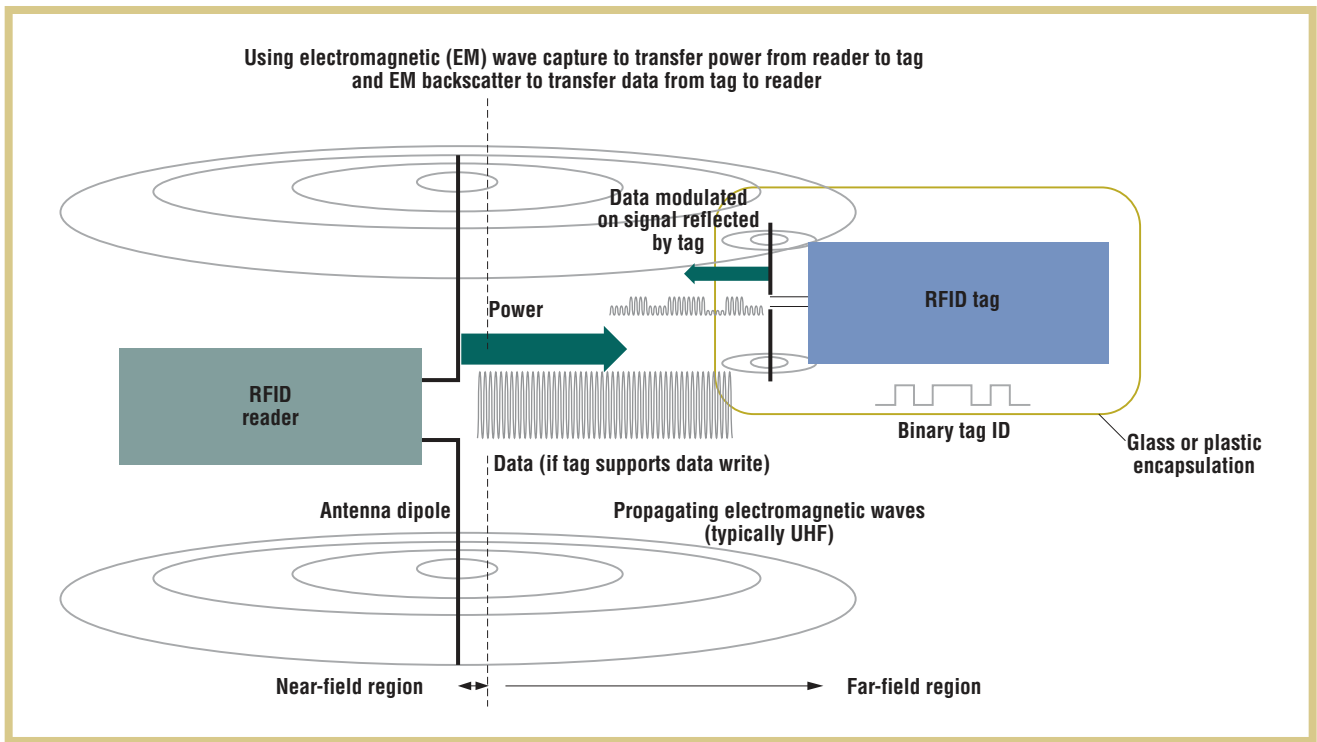 Using electromagnetic (EM) wave capture to transfer power from reader to tag
and EM backscatter to transfer data from tag to reader
Data modulated
on signal reflected
by tag
RFID tag
Power
RFID
reader
Binary tag ID
Glass or plastic
encapsulation
Data (if tag supports data write)
Antenna dipole
Propagating electromagnetic waves
(typically UHF)
Near-field region
Far-field region